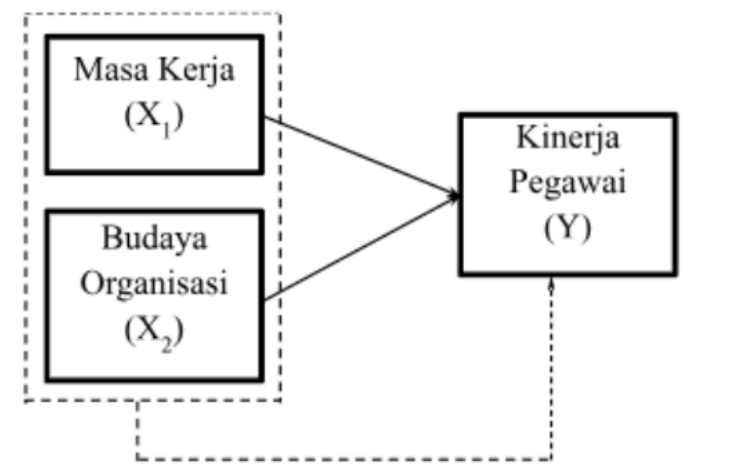 Masa Kerja
(X₁)
Budaya
Organisasi
(X₂)
Kinerja
Pegawai
(Y)